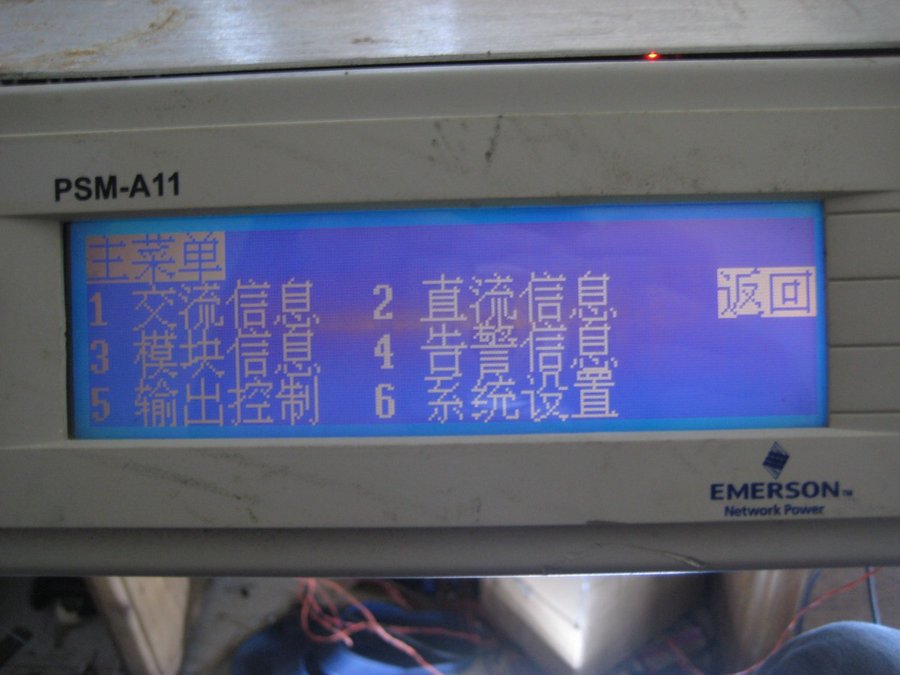 PSM-A11
主菜单
1 交流信息 2 直流信息 返回
3 模块信息 4 告警信息
5 输出控制 6 系统设置
EMERSON™
Network Power